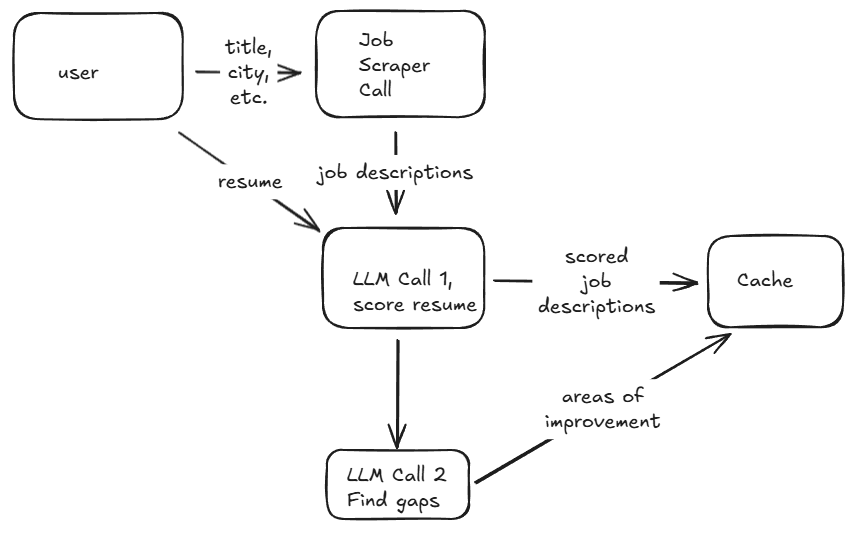 user
title,
city,
etc.
Job
Scraper
Call
resume
job descriptions
LLM Call 1,
score resume
scored
job
descriptions
Cache
areas of
improvement
LLM Call 2
Find gaps